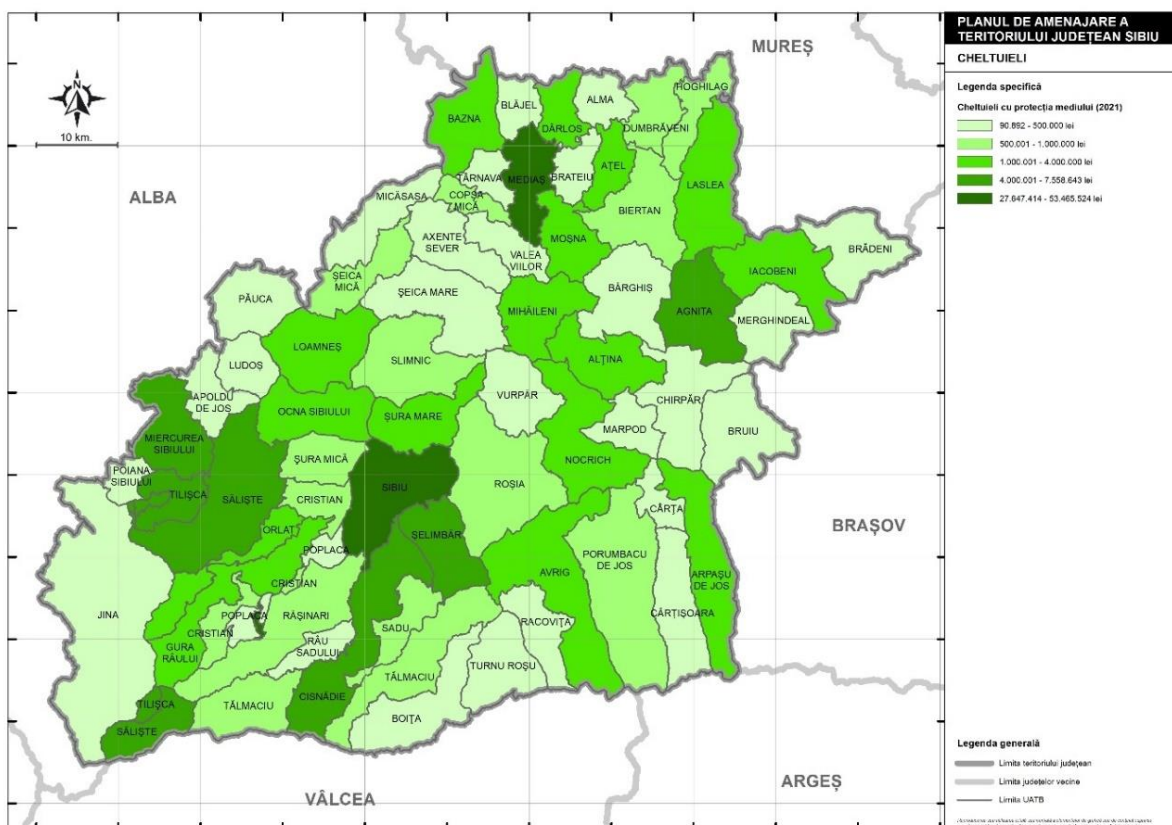 PLANUL DE AMENAJARE A
TERITORIULUI JUDEȚEAN SIBIU
CHELTUIELI
Legenda specifică
Cheltuieli cu protecția mediului (2021)
90.892 - 500.000 lei
500.001 - 1.000.000 lei
1.000.001 - 4.000.000 lei
4.000.001 - 7.558.643 lei
27.647.414 - 53.465.524 lei
N
10 km.
MUREȘ
ALBA
BRAȘOV
ARGEȘ
VÂLCEA
HOGHILAG
BLĂJEL
ALMA
BAZNA
DÂRLOS
DUMBRĂVENI
TÂRNAVA
MEDIAȘ
BRATEIU
AȚEL
LASLEA
MICĂSASA
COPȘA
MICĂ
BIERTAN
AXENTE
SEVER
MOȘNA
BRĂDENI
VALEA
VIILOR
IACOBENI
ȘEICA
MICĂ
BÂRGHIȘ
PĂUCA
ȘEICA MARE
MIHĂILENI
AGNITA
MERGHINDEAL
LOAMNEȘ
SLIMNIC
ALȚINA
LUDOȘ
VURPĂR
CHIRPĂR
APOLDU
DE JOS
OCNA SIBIULUI
ȘURA MARE
MARPOD
BRUIU
MIERCUREA
SIBIULUI
ȘURA MICĂ
NOCRICH
POIANA
SIBIULUI
TILIȘCA
SĂLIȘTE
CRISTIAN
SIBIU
ROȘIA
CÂRȚA
ORLAT
ȘELIMBĂR
POPLACA
PORUMBACU
DE JOS
AVRIG
ARPAȘU
DE JOS
CRISTIAN
JINA
POPLACA
RĂȘINARI
CÂRȚIȘOARA
CRISTIAN
SADU
RACOVIȚA
GURA
RÂULUI
RÂU
SADULUI
TURNU ROȘU
TĂLMACIU
CISNĂDIE
TILIȘCA
TĂLMACIU
BOIȚA
SĂLIȘTE
Legenda generală
Limita teritoriului județean
Limita județelor vecine
Limita UATB